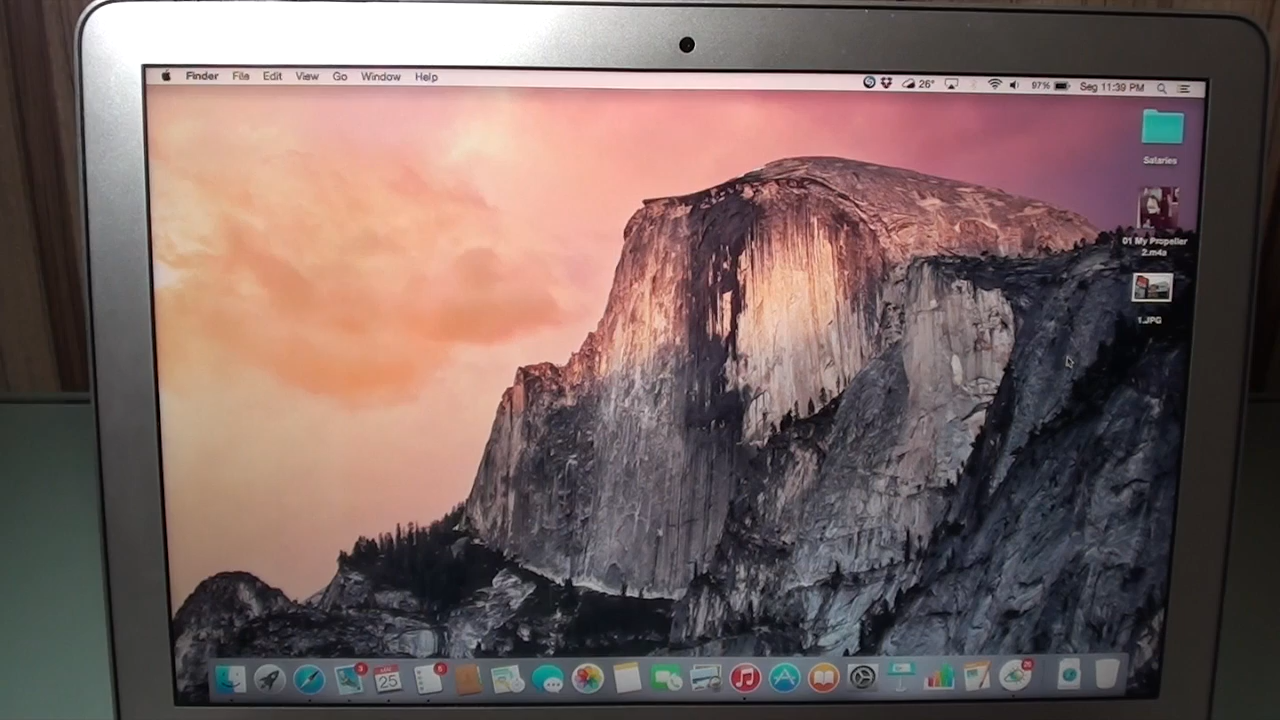 Finder File Edit View Go Window Help
26° 97% Seg 11:39 PM
Salaries
01 My Propeller
2.m4a
1.JPG
3
25